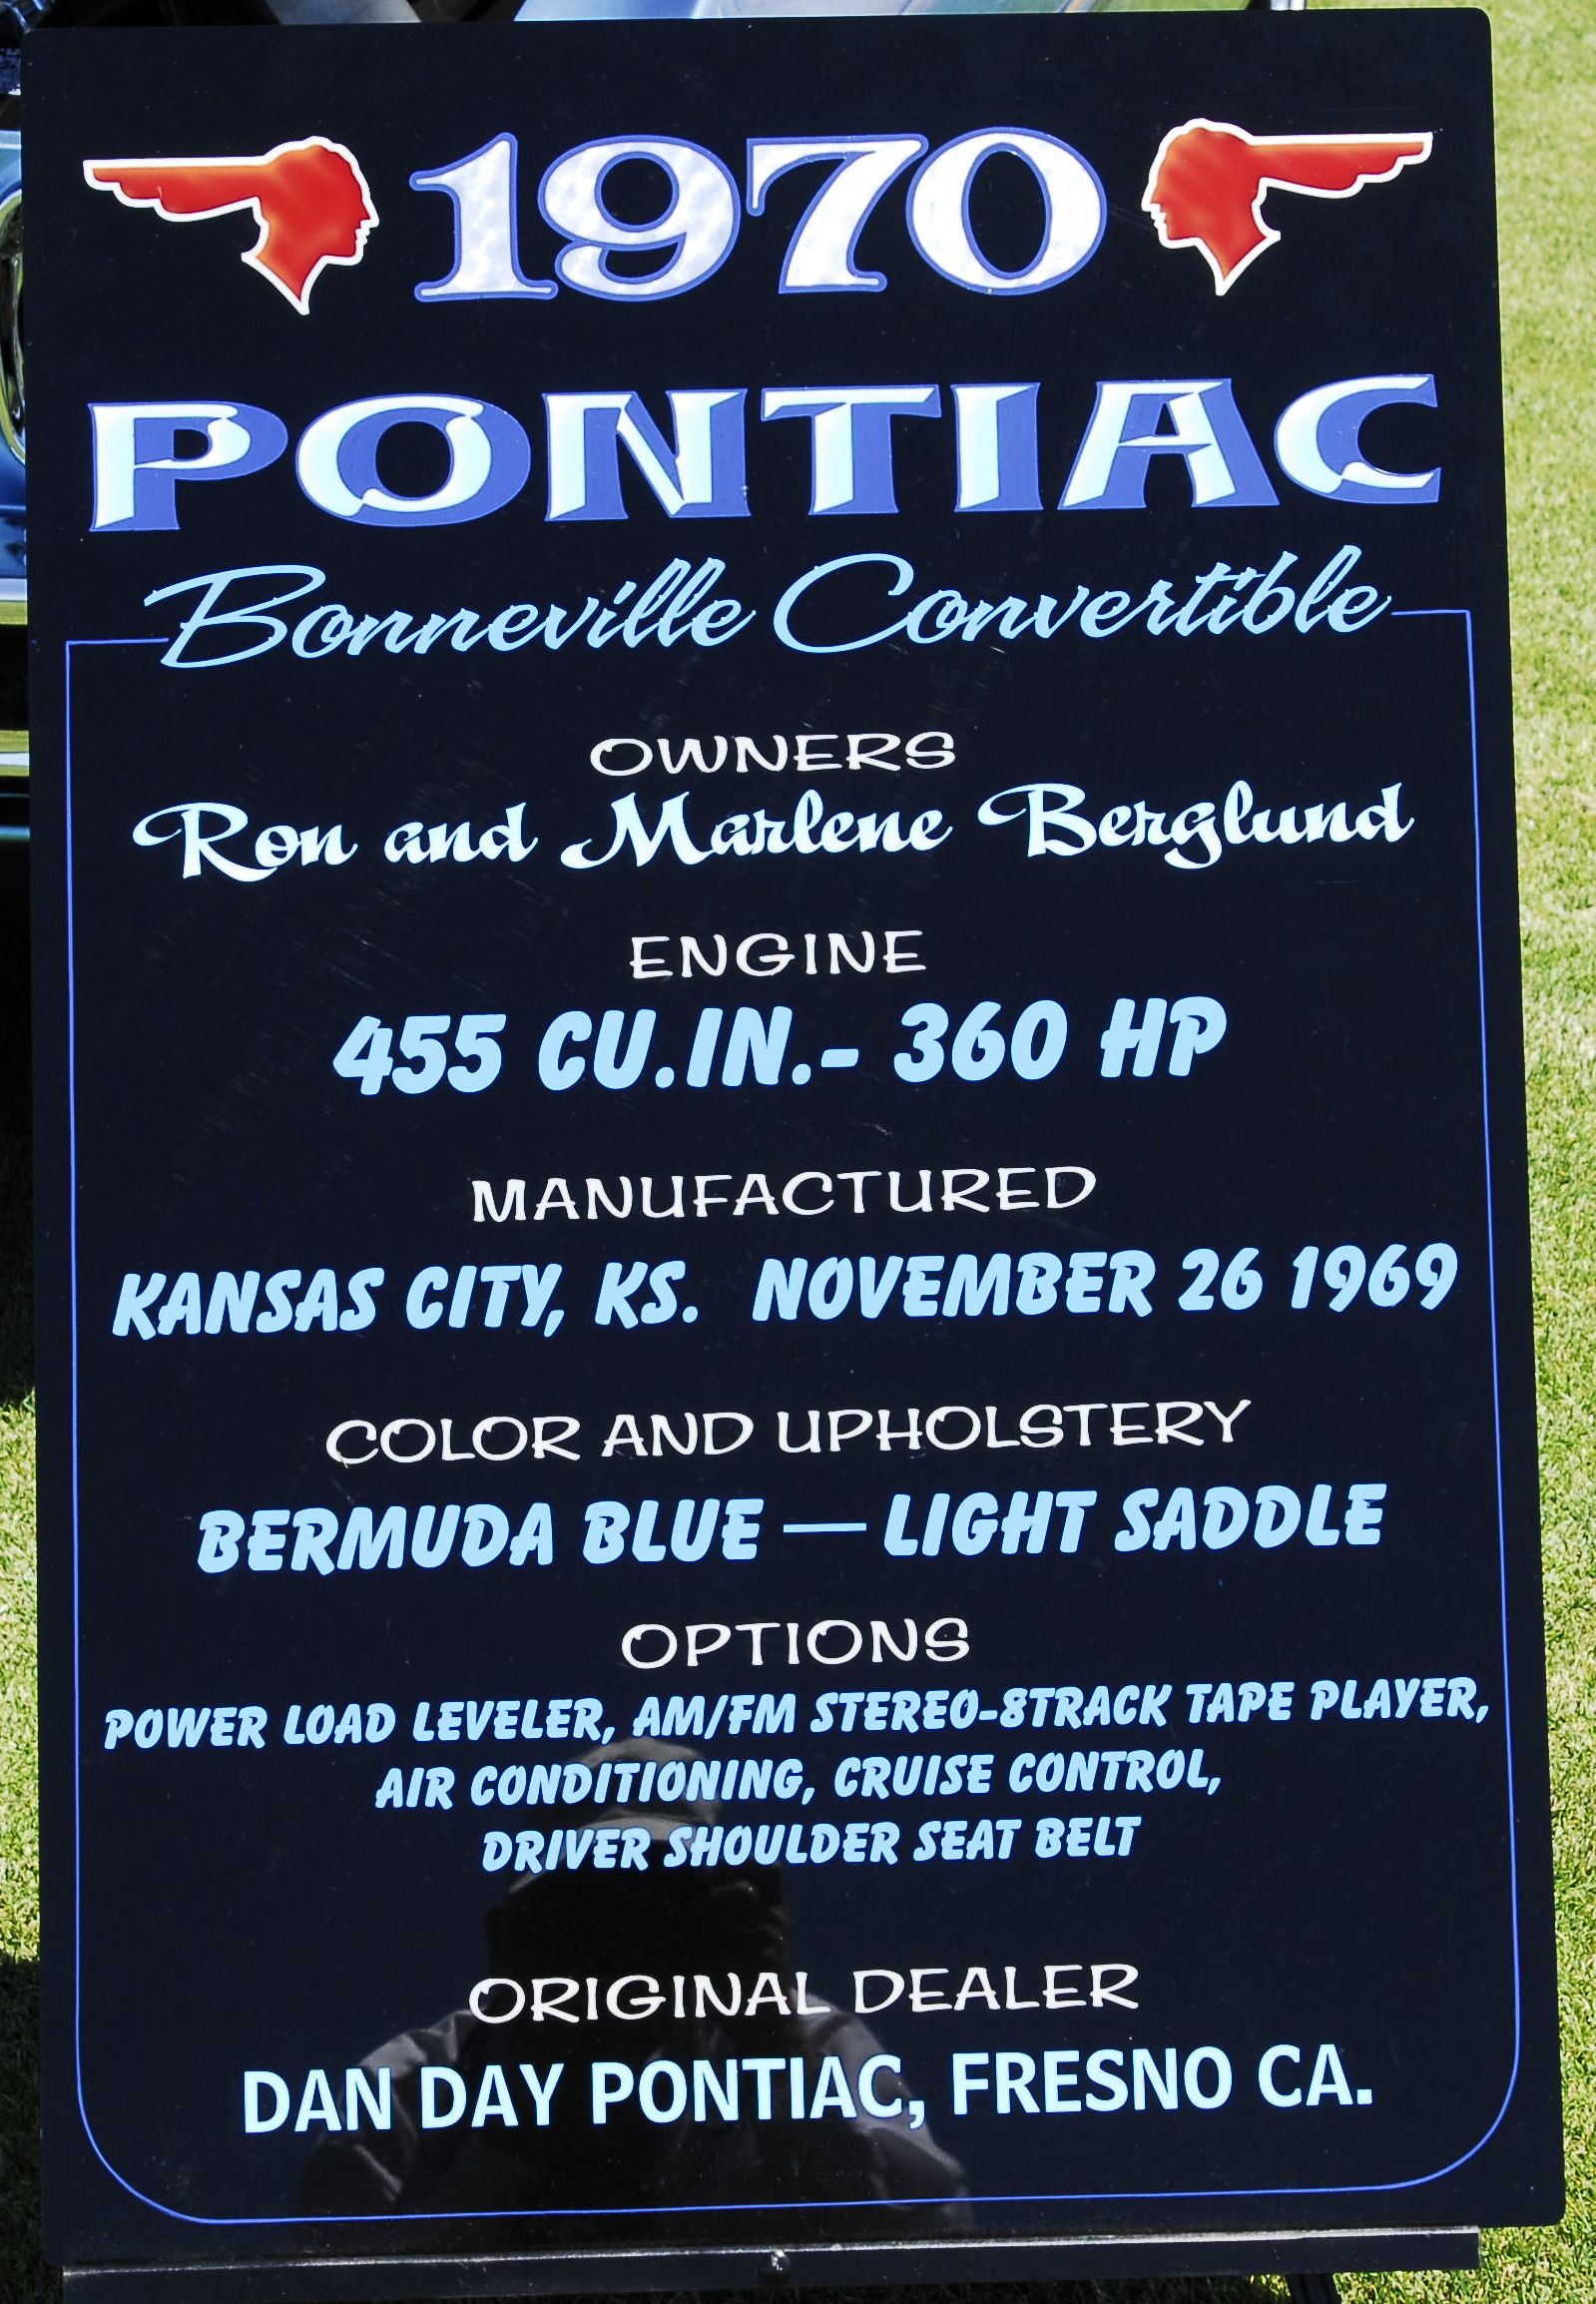 1970
PONTIAC
Bonneville Convertible
OWNERS
Ron and Marlene Berglund
ENGINE
455 CU.IN.- 360 HP
MANUFACTURED
KANSAS CITY, KS. NOVEMBER 26 1969
COLOR AND UPHOLSTERY
BERMUDA BLUE — LIGHT SADDLE
OPTIONS
POWER LOAD LEVELER, AM/FM STEREO-8TRACK TAPE PLAYER,
AIR CONDITIONING, CRUISE CONTROL,
DRIVER SHOULDER SEAT BELT
ORIGINAL DEALER
DAN DAY PONTIAC, FRESNO CA.